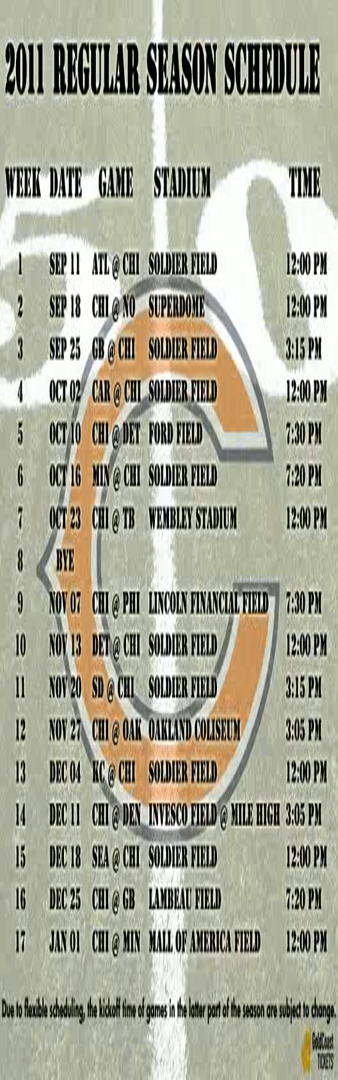 2011 REGULAR SEASON SCHEDULE
WEEK DATE GAME STADIUM TIME
1 SEP 11 ATL @ CHI SOLDIER FIELD 12:00 PM
2 SEP 18 CHI @ NO SUPERDOME 12:00 PM
3 SEP 25 GB @ CHI SOLDIER FIELD 3:15 PM
4 OCT 02 CAR @ CHI SOLDIER FIELD 12:00 PM
5 OCT 10 CHI @ DET FORD FIELD 7:30 PM
6 OCT 16 MIN @ CHI SOLDIER FIELD 7:20 PM
7 OCT 23 CHI @ TB WEMBLEY STADIUM 12:00 PM
8 BYE
9 NOV 07 CHI @ PHI LINCOLN FINANCIAL FIELD 7:30 PM
10 NOV 13 DET @ CHI SOLDIER FIELD 12:00 PM
11 NOV 20 SD @ CHI SOLDIER FIELD 3:15 PM
12 NOV 27 CHI @ OAK OAKLAND COLISEUM 3:05 PM
13 DEC 04 KC @ CHI SOLDIER FIELD 12:00 PM
14 DEC 11 CHI @ DEN INVESCO FIELD @ MILE HIGH 3:05 PM
15 DEC 18 SEA @ CHI SOLDIER FIELD 12:00 PM
16 DEC 25 CHI @ GB LAMBEAU FIELD 7:20 PM
17 JAN 01 CHI @ MIN MALL OF AMERICA FIELD 12:00 PM
Due to flexible scheduling, the kickoff time of games in the latter part of the season are subject to change.
GoldCoast
TICKETS